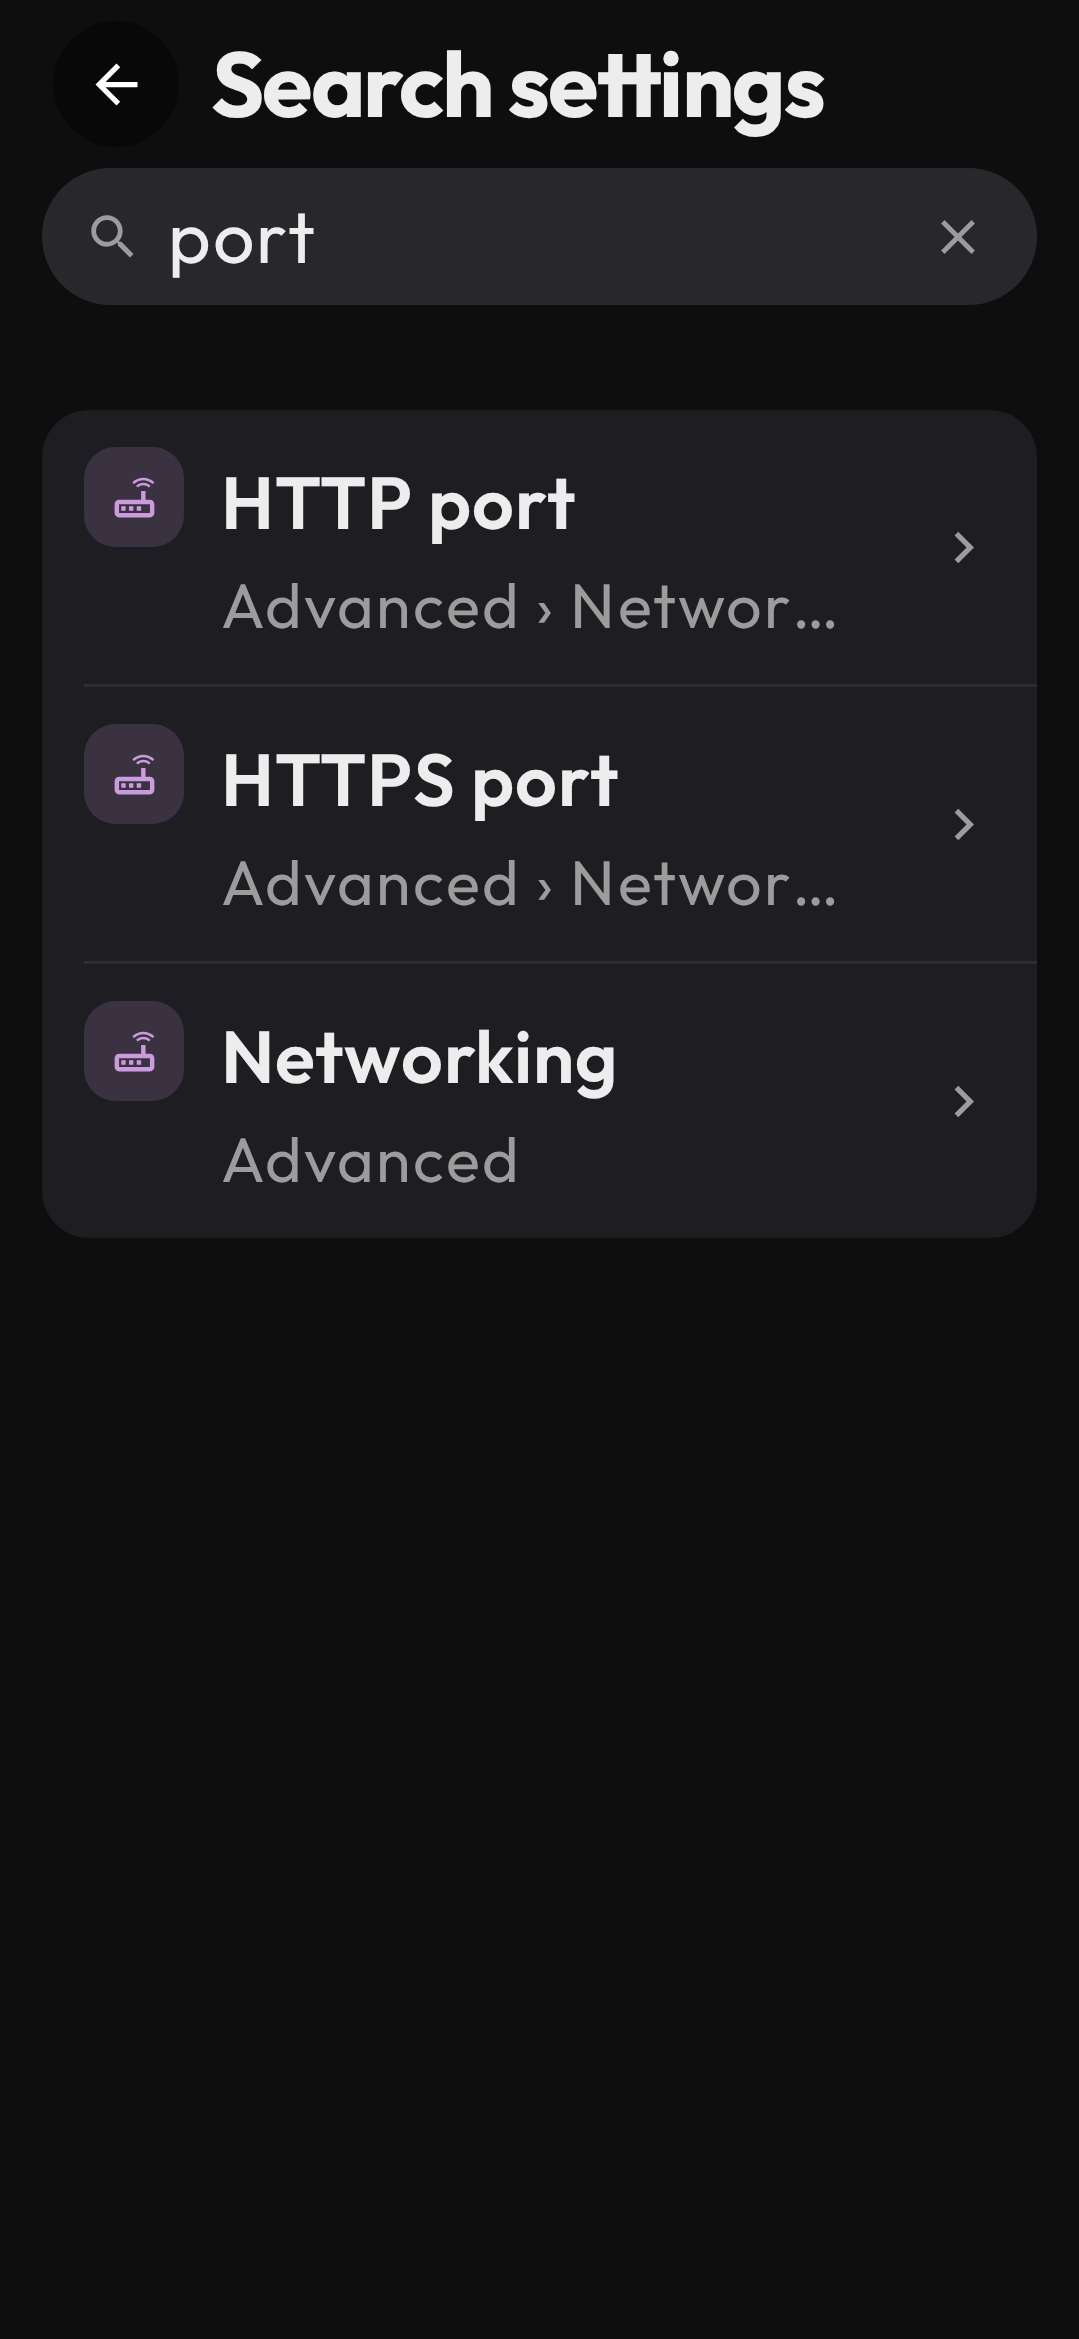 Search settings
port
HTTP port
Advanced › Networ...
HTTPS port
Advanced › Networ...
Networking
Advanced